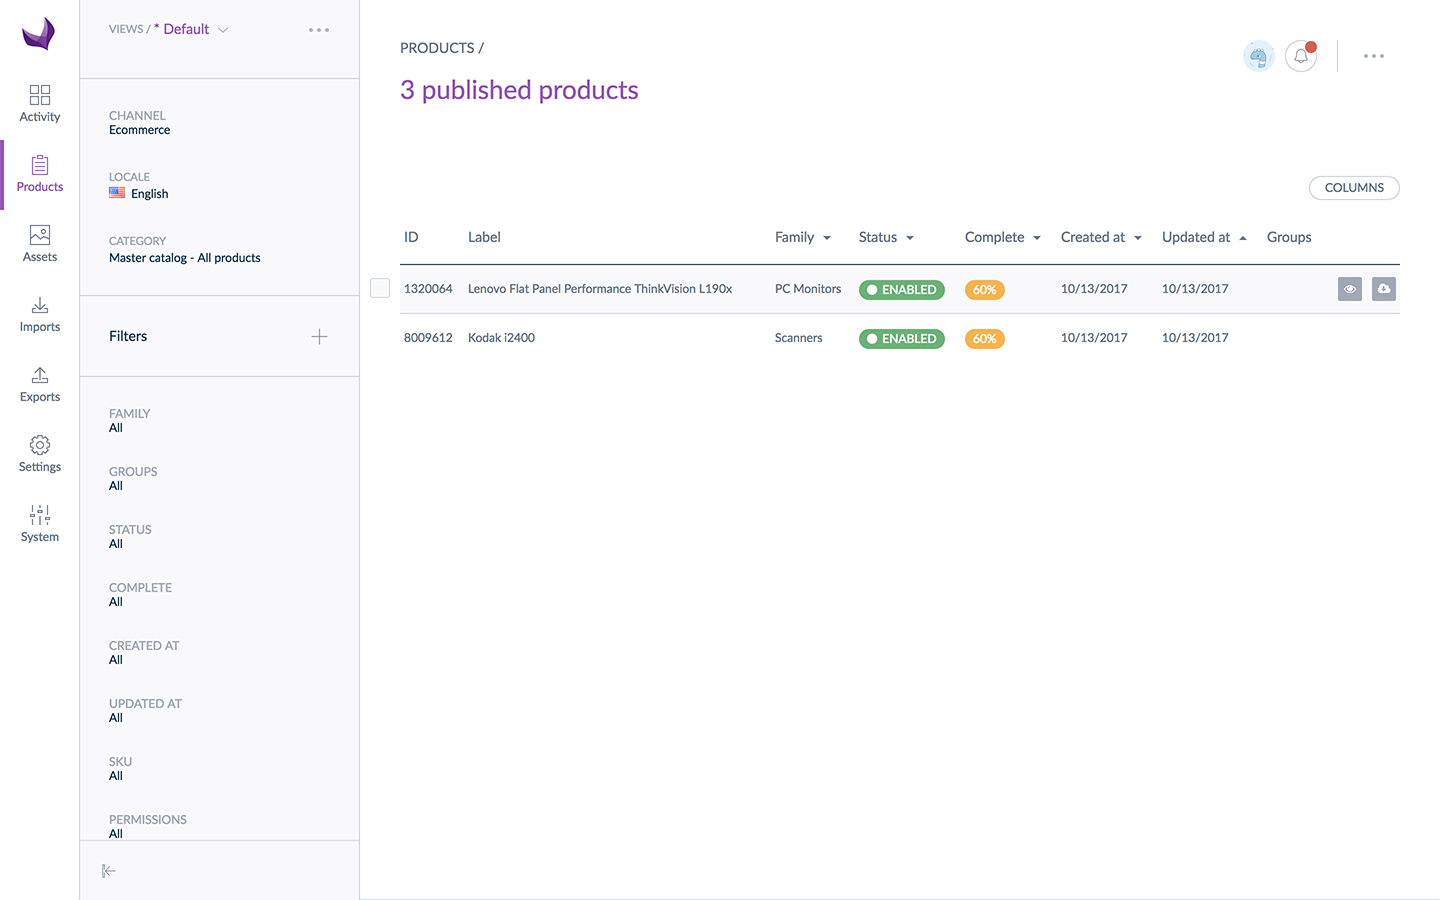 VIEWS / * Default
PRODUCTS /
3 published products
Activity
Products
Assets
Imports
Exports
Settings
System
CHANNEL
Ecommerce
LOCALE
English
CATEGORY
Master catalog - All products
Filters
FAMILY
All
GROUPS
All
STATUS
All
COMPLETE
All
CREATED AT
All
UPDATED AT
All
SKU
All
PERMISSIONS
All
COLUMNS
ID Label Family Status Complete Created at Updated at Groups
1320064 Lenovo Flat Panel Performance ThinkVision L190x PC Monitors ENABLED 60% 10/13/2017 10/13/2017
8009612 Kodak i2400 Scanners ENABLED 60% 10/13/2017 10/13/2017